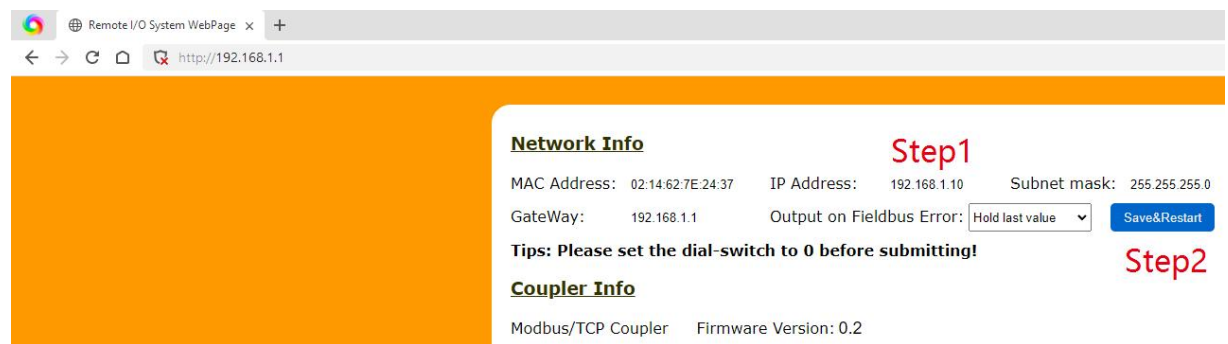 Remote I/O System WebPage
http://192.168.1.1
Network Info
Step1
MAC Address: 02:14:62:7E:24:37 IP Address: 192.168.1.10 Subnet mask: 255.255.255.0
GateWay: 192.168.1.1 Output on Fieldbus Error: Hold last value Save&Restart
Tips: Please set the dial-switch to 0 before submitting!
Step2
Coupler Info
Modbus/TCP Coupler Firmware Version: 0.2